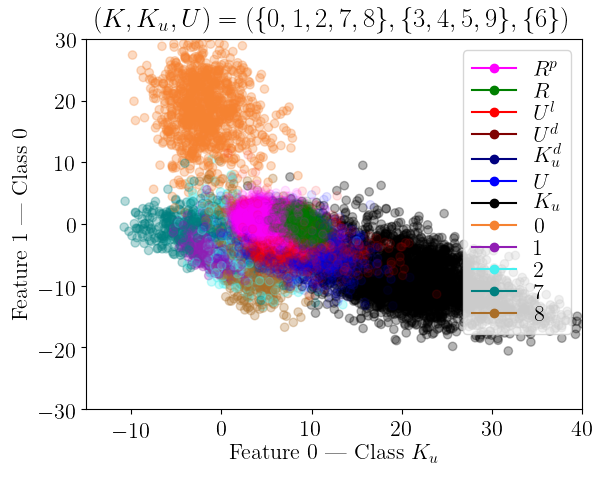 (K, K_u, U) = ({0, 1, 2, 7, 8}, {3, 4, 5, 9}, {6})
30
20
10
0
−10
−20
−30
Feature 1 — Class 0
R^p
R
U^l
U^d
K_u^d
U
K_u
0
1
2
7
8
−10
0
10
20
30
40
Feature 0 — Class K_u